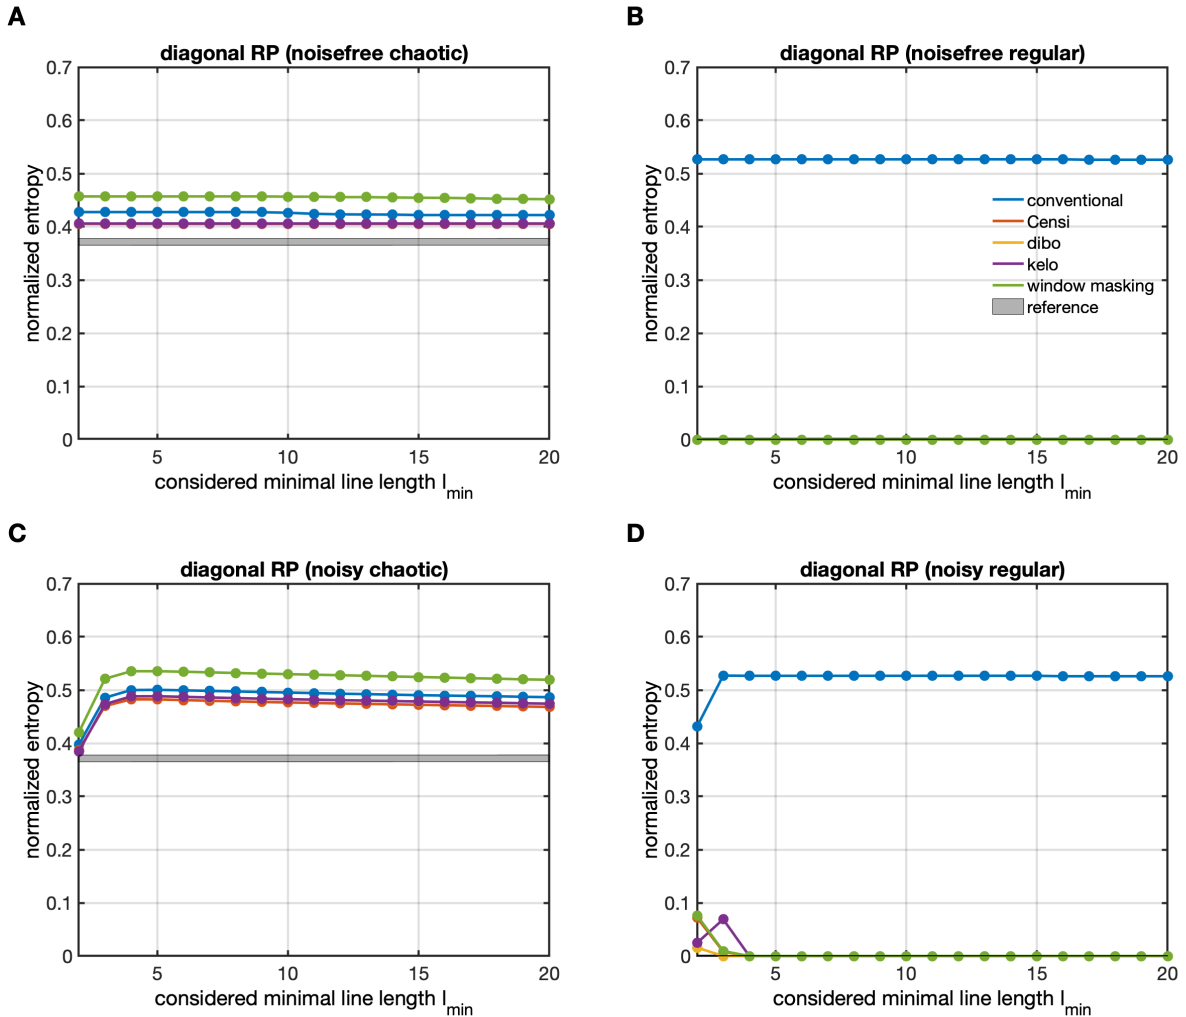 A
diagonal RP (noisefree chaotic)
normalized entropy
0.7
0.6
0.5
0.4
0.3
0.2
0.1
0
5
10
15
20
considered minimal line length lmin
B
diagonal RP (noisefree regular)
normalized entropy
0.7
0.6
0.5
0.4
0.3
0.2
0.1
0
conventional
Censi
dibo
kelo
window masking
reference
5
10
15
20
considered minimal line length lmin
C
diagonal RP (noisy chaotic)
normalized entropy
0.7
0.6
0.5
0.4
0.3
0.2
0.1
0
5
10
15
20
considered minimal line length lmin
D
diagonal RP (noisy regular)
normalized entropy
0.7
0.6
0.5
0.4
0.3
0.2
0.1
0
5
10
15
20
considered minimal line length lmin